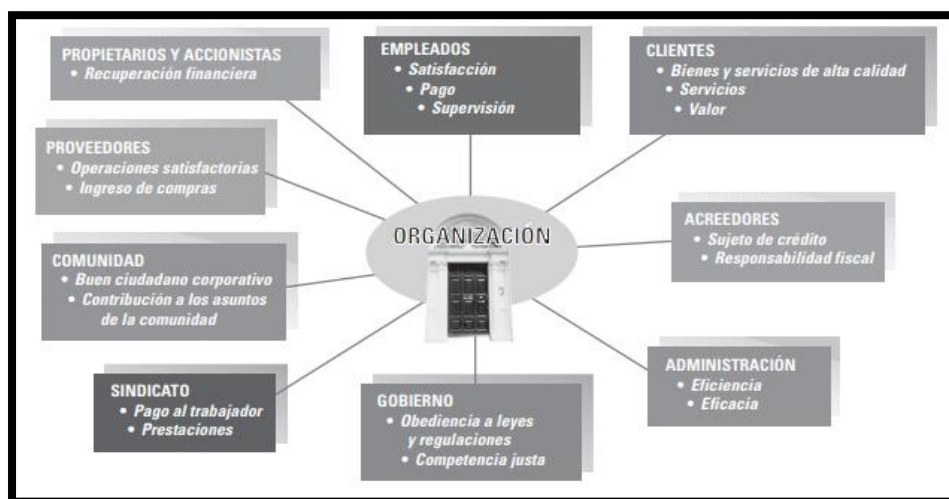 PROPIETARIOS Y ACCIONISTAS
• Recuperación financiera
EMPLEADOS
• Satisfacción
• Pago
• Supervisión
CLIENTES
• Bienes y servicios de alta calidad
• Servicios
• Valor
PROVEEDORES
• Operaciones satisfactorias
• Ingreso de compras
ORGANIZACIÓN
ACREEDORES
• Sujeto de crédito
• Responsabilidad fiscal
COMUNIDAD
• Buen ciudadano corporativo
• Contribución a los asuntos
de la comunidad
SINDICATO
• Pago al trabajador
• Prestaciones
GOBIERNO
• Obediencia a leyes
y regulaciones
• Competencia justa
ADMINISTRACIÓN
• Eficiencia
• Eficacia